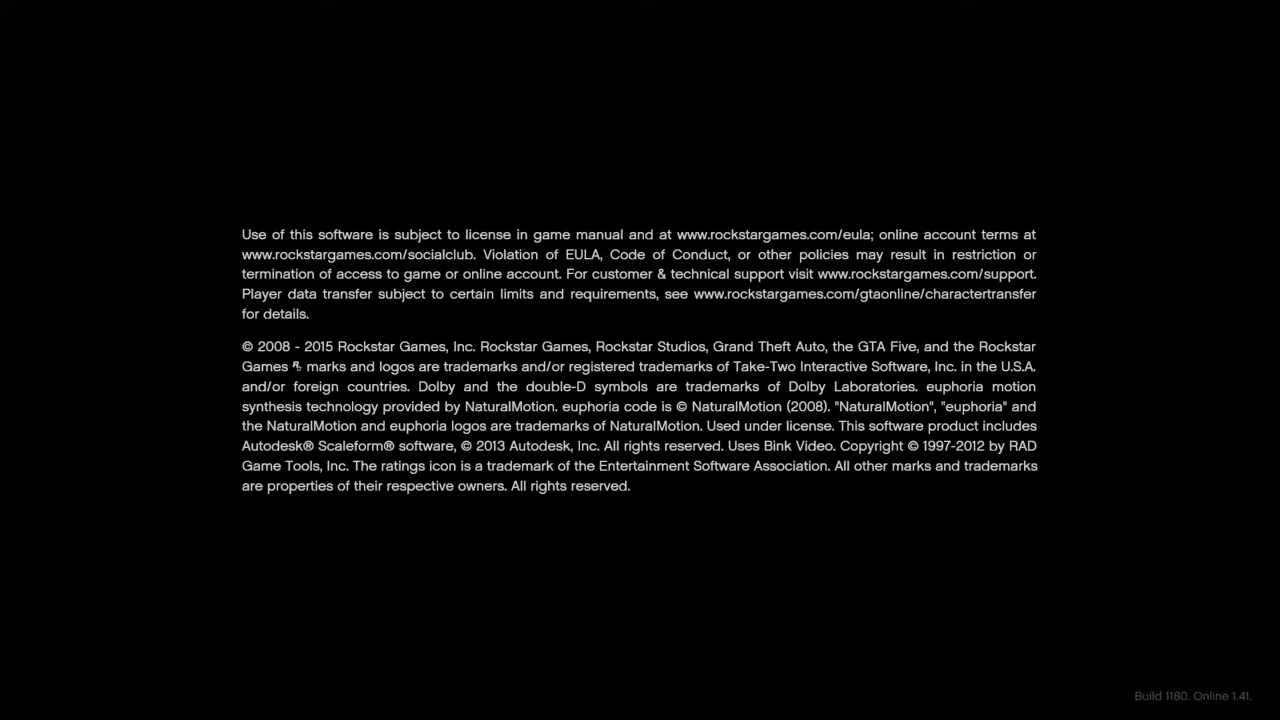 Use of this software is subject to license in game manual and at www.rockstargames.com/eula; online account terms at
www.rockstargames.com/socialclub. Violation of EULA, Code of Conduct, or other policies may result in restriction or
termination of access to game or online account. For customer & technical support visit www.rockstargames.com/support.
Player data transfer subject to certain limits and requirements, see www.rockstargames.com/gtaonline/charactertransfer
for details.
© 2008 - 2015 Rockstar Games, Inc. Rockstar Games, Rockstar Studios, Grand Theft Auto, the GTA Five, and the Rockstar
Games R* marks and logos are trademarks and/or registered trademarks of Take-Two Interactive Software, Inc. in the U.S.A.
and/or foreign countries. Dolby and the double-D symbols are trademarks of Dolby Laboratories. euphoria motion
synthesis technology provided by NaturalMotion. euphoria code is © NaturalMotion (2008). "NaturalMotion", "euphoria" and
the NaturalMotion and euphoria logos are trademarks of NaturalMotion. Used under license. This software product includes
Autodesk® Scaleform® software, © 2013 Autodesk, Inc. All rights reserved. Uses Bink Video. Copyright © 1997-2012 by RAD
Game Tools, Inc. The ratings icon is a trademark of the Entertainment Software Association. All other marks and trademarks
are properties of their respective owners. All rights reserved.
Build 1180. Online 1.41.